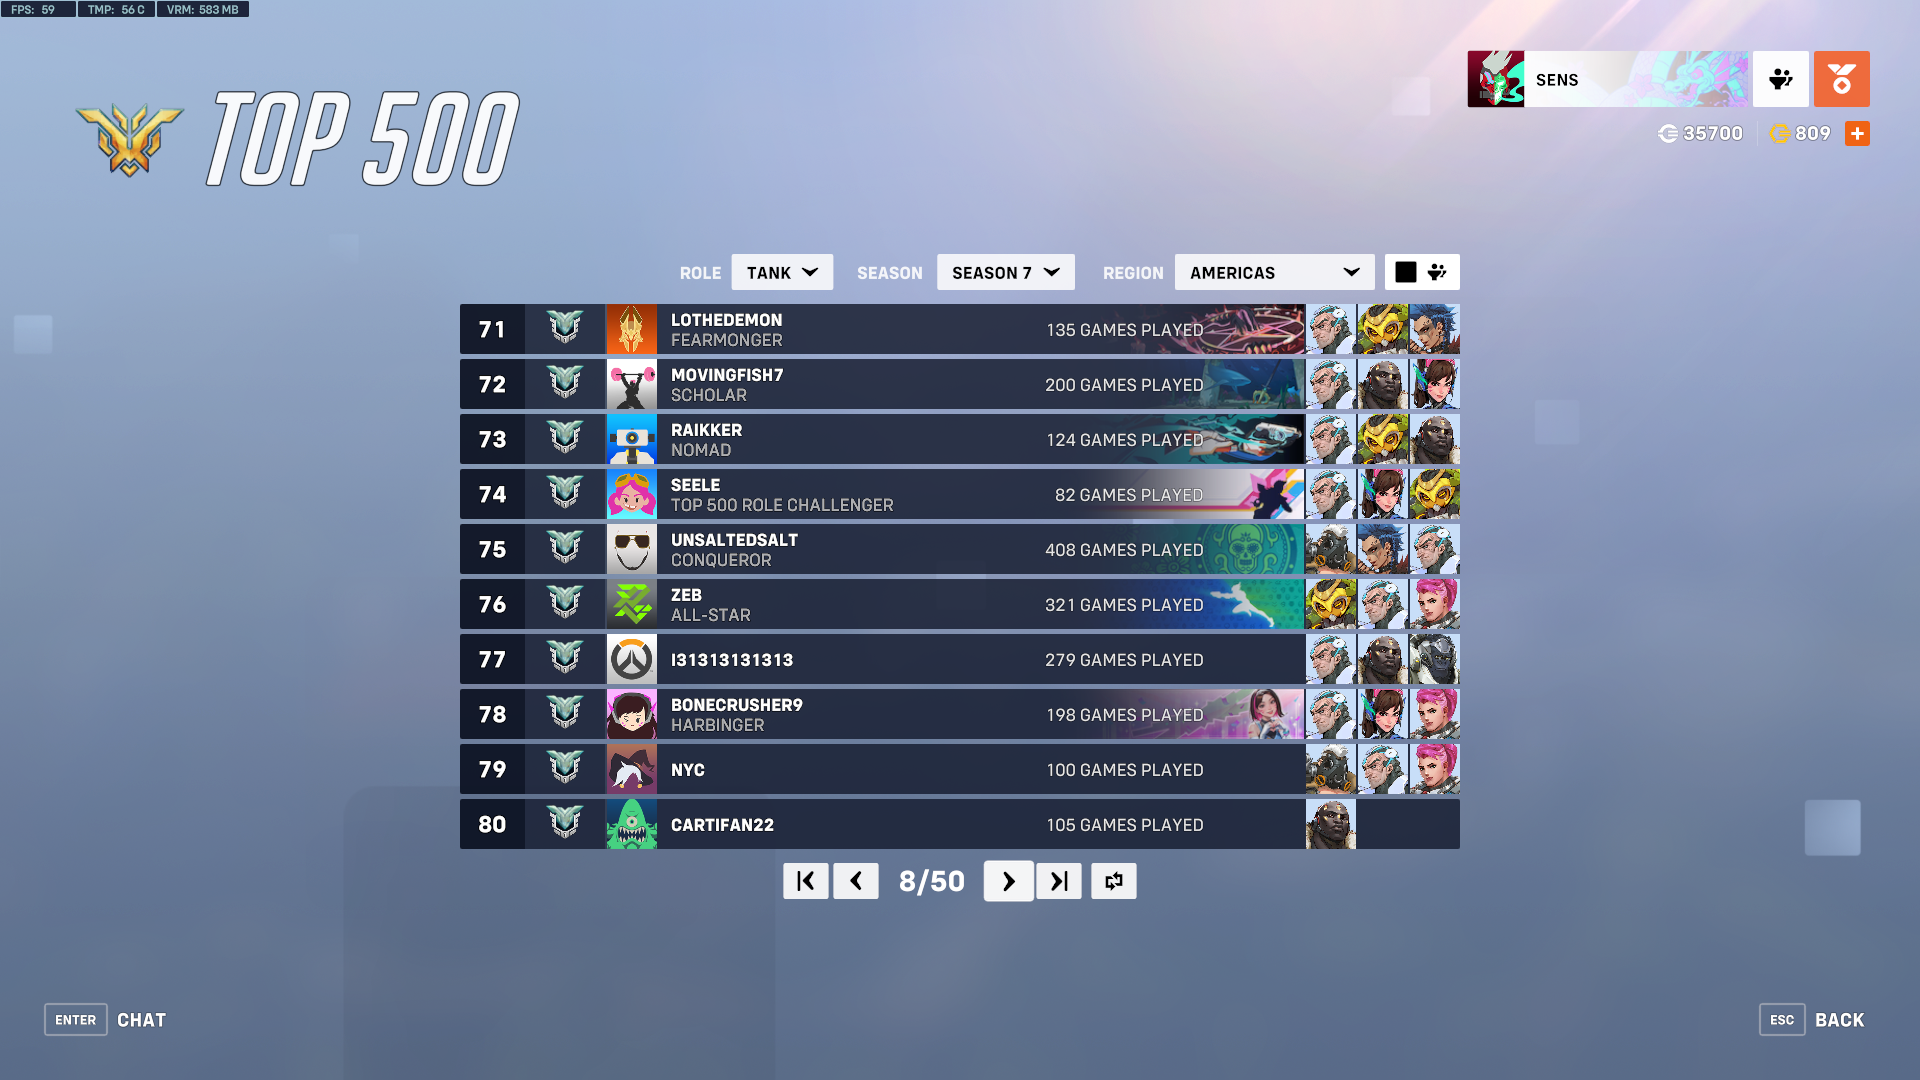 FPS: 59 TMP: 56 C VRM: 583 MB
TOP 500
SENS
35700 809
ROLE TANK SEASON SEASON 7 REGION AMERICAS
71 LOTHEDEMON FEARMONGER 135 GAMES PLAYED
72 MOVINGFISH7 SCHOLAR 200 GAMES PLAYED
73 RAIKKER NOMAD 124 GAMES PLAYED
74 SEELE TOP 500 ROLE CHALLENGER 82 GAMES PLAYED
75 UNSALTEDSALT CONQUEROR 408 GAMES PLAYED
76 ZEB ALL-STAR 321 GAMES PLAYED
77 I31313131313 279 GAMES PLAYED
78 BONECRUSHER9 HARBINGER 198 GAMES PLAYED
79 NYC 100 GAMES PLAYED
80 CARTIFAN22 105 GAMES PLAYED
8/50
ENTER CHAT
ESC BACK